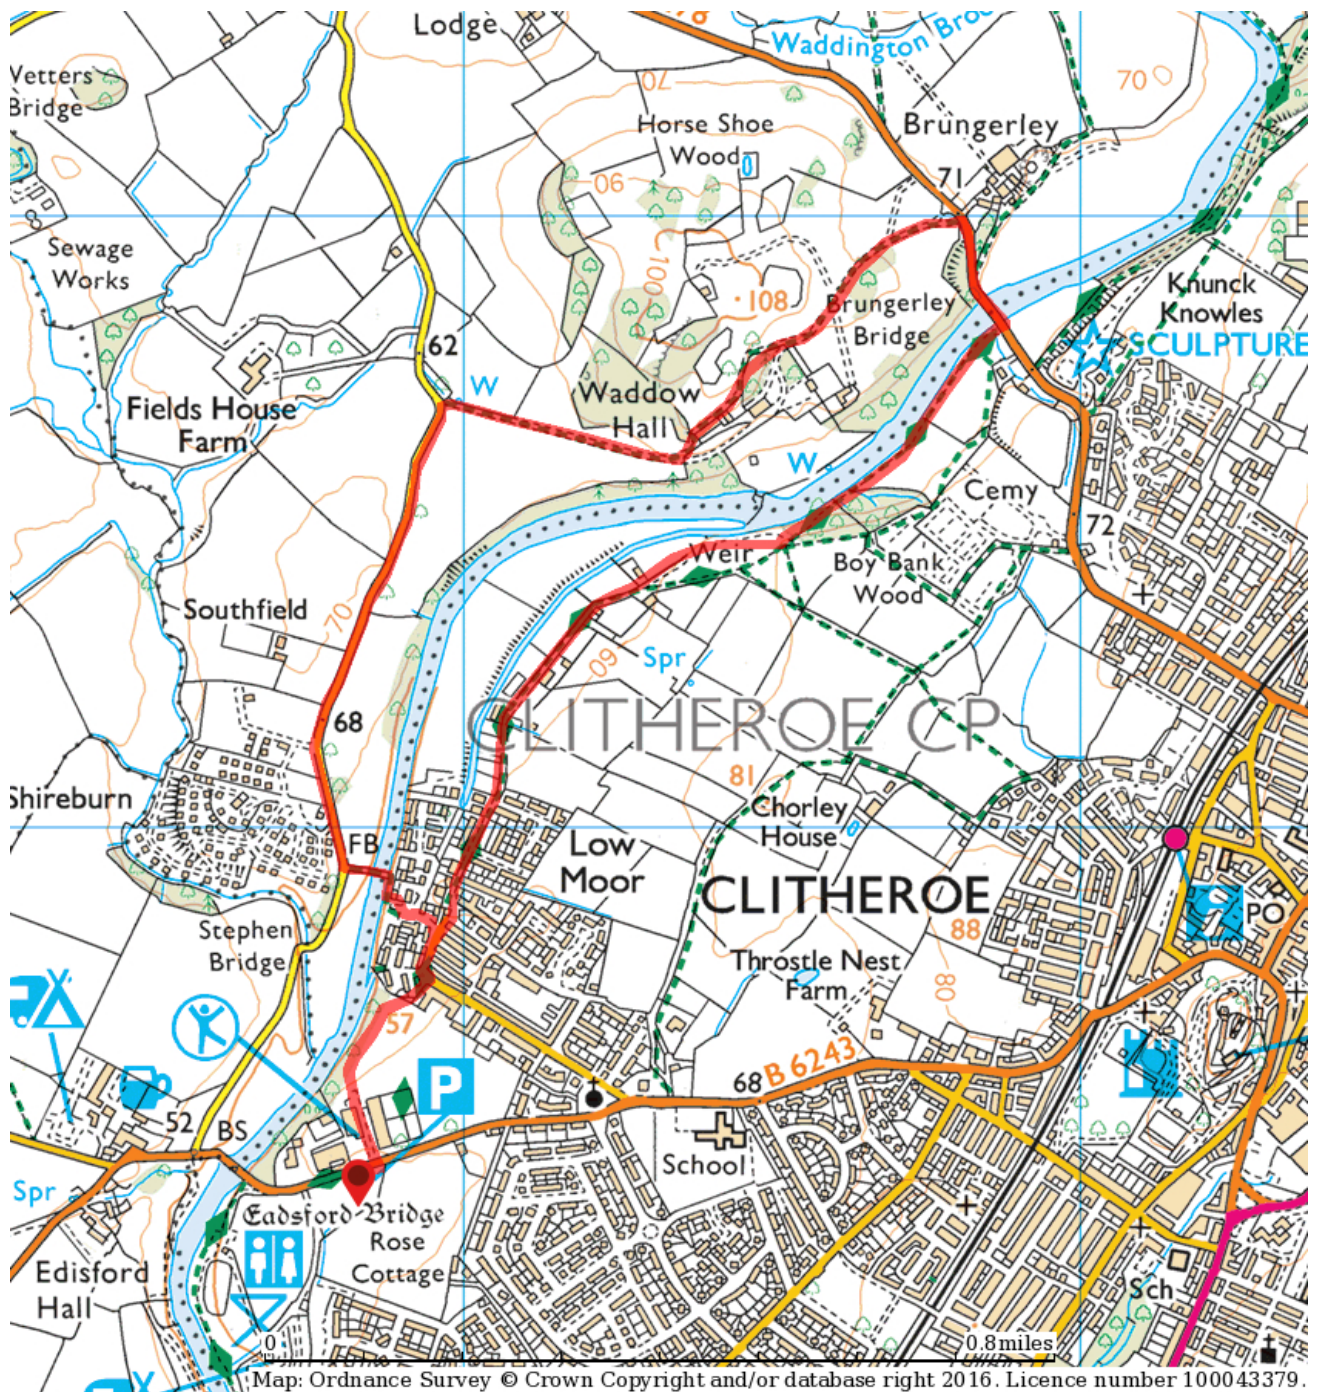 Lodge
Waddington Broo
70
70
Vetters
Bridge
Horse Shoe
Wood
Brungerley
71
90
Sewage
Works
100
108
Knunck
Knowles
Brungerley
Bridge
SCULPTURE
62
W
Waddow
Hall
Fields House
Farm
W
Cemy
72
Weir
Boy Bank
Wood
Southfield
70
60
Spr
CLITHEROE CP
68
81
Shireburn
Chorley
House
FB
Low
Moor
CLITHEROE
PO
88
Stephen
Bridge
Throstle Nest
Farm
80
57
B 6243
P
68
52
BS
School
Spr
Eadsford Bridge
Rose
Cottage
Edisford
Hall
Sch
0
0.8miles
Map: Ordnance Survey © Crown Copyright and/or database right 2016. Licence number 100043379.